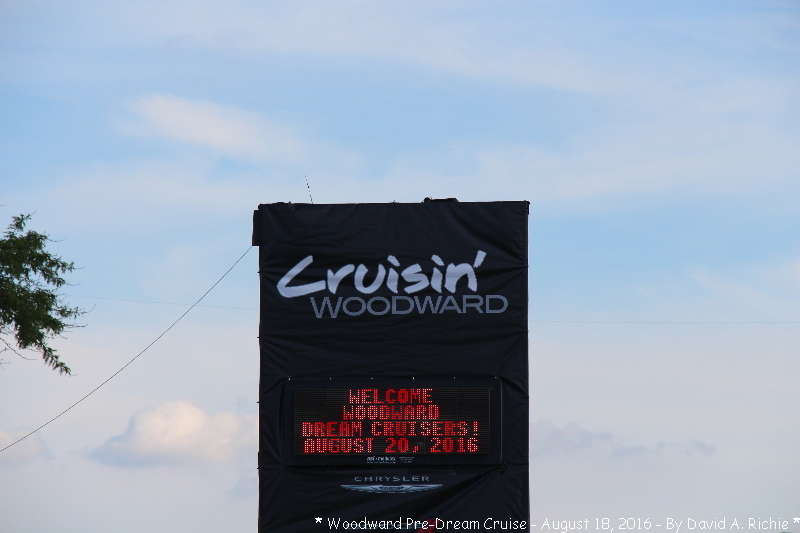 Cruisin'
WOODWARD
WELCOME
WOODWARD
DREAM CRUISERS!
AUGUST 20, 2016
CHRYSLER
* Woodward Pre-Dream Cruise - August 18, 2016 - By David A. Richie *